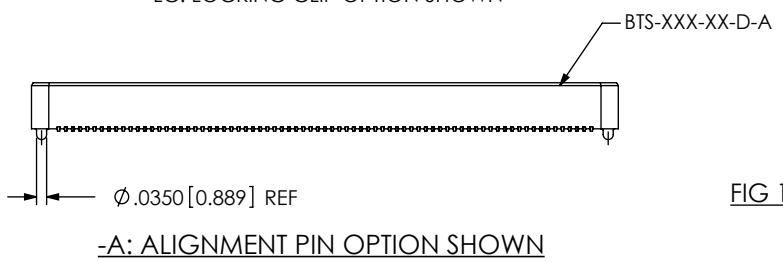 BTS-XXX-XX-D-A
Ø.0350[0.889] REF
FIG 1
-A: ALIGNMENT PIN OPTION SHOWN